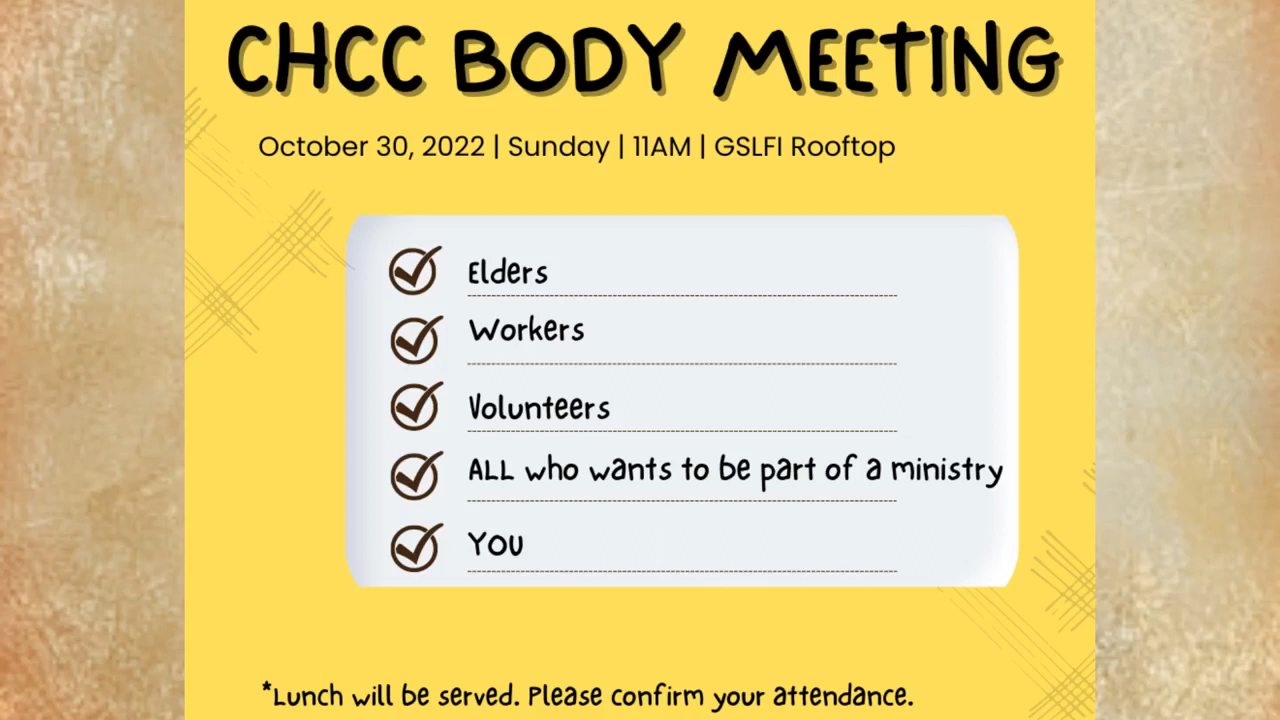 CHCC BODY MEETING
October 30, 2022 | Sunday | 11AM | GSLFI Rooftop
Elders
Workers
Volunteers
ALL who wants to be part of a ministry
YOU
*Lunch will be served. Please confirm your attendance.